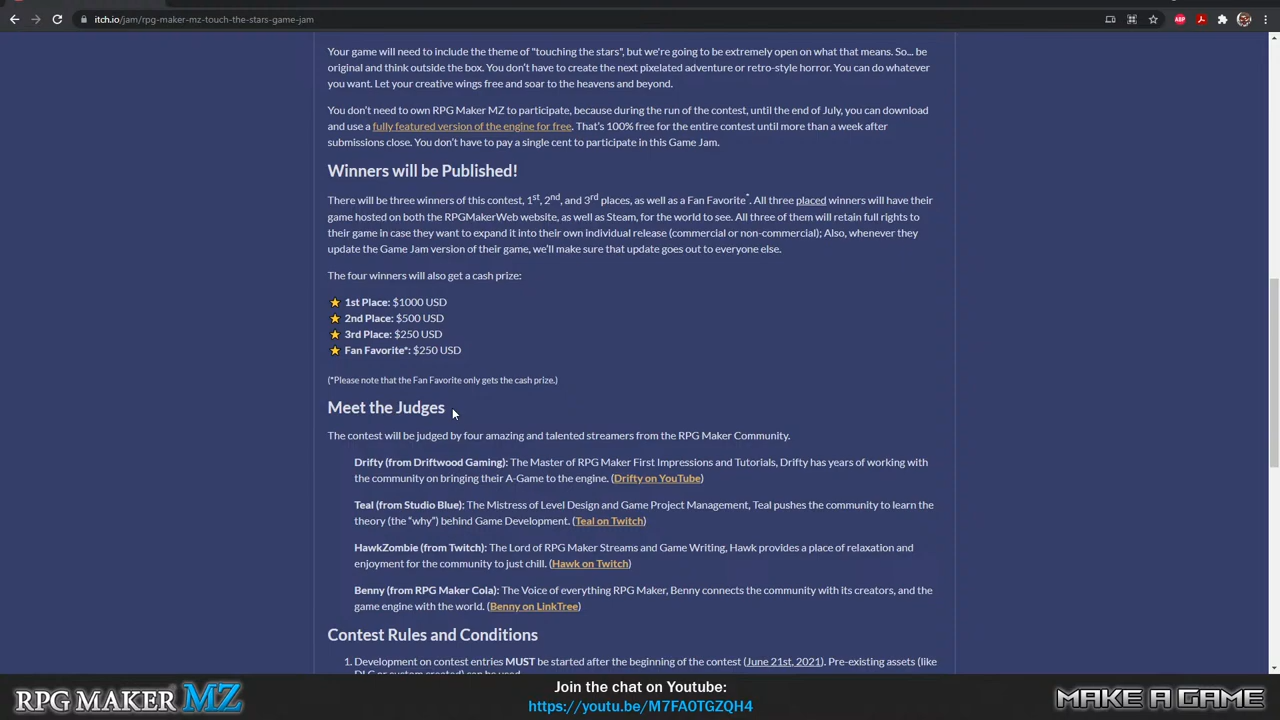 itch.io/jam/rpg-maker-mz-touch-the-stars-game-jam
ABP
Your game will need to include the theme of "touching the stars", but we're going to be extremely open on what that means. So... be
original and think outside the box. You don't have to create the next pixelated adventure or retro-style horror. You can do whatever
you want. Let your creative wings free and soar to the heavens and beyond.
You don't need to own RPG Maker MZ to participate, because during the run of the contest, until the end of July, you can download
and use a fully featured version of the engine for free. That's 100% free for the entire contest until more than a week after
submissions close. You don't have to pay a single cent to participate in this Game Jam.
Winners will be Published!
There will be three winners of this contest, 1st, 2nd, and 3rd places, as well as a Fan Favorite*. All three placed winners will have their
game hosted on both the RPGMakerWeb website, as well as Steam, for the world to see. All three of them will retain full rights to
their game in case they want to expand it into their own individual release (commercial or non-commercial); Also, whenever they
update the Game Jam version of their game, we'll make sure that update goes out to everyone else.
The four winners will also get a cash prize:
1st Place: $1000 USD
2nd Place: $500 USD
3rd Place: $250 USD
Fan Favorite*: $250 USD
(*Please note that the Fan Favorite only gets the cash prize.)
Meet the Judges
The contest will be judged by four amazing and talented streamers from the RPG Maker Community.
Drifty (from Driftwood Gaming): The Master of RPG Maker First Impressions and Tutorials, Drifty has years of working with
the community on bringing their A-Game to the engine. (Drifty on YouTube)
Teal (from Studio Blue): The Mistress of Level Design and Game Project Management, Teal pushes the community to learn the
theory (the "why") behind Game Development. (Teal on Twitch)
HawkZombie (from Twitch): The Lord of RPG Maker Streams and Game Writing, Hawk provides a place of relaxation and
enjoyment for the community to just chill. (Hawk on Twitch)
Benny (from RPG Maker Cola): The Voice of everything RPG Maker, Benny connects the community with its creators, and the
game engine with the world. (Benny on LinkTree)
Contest Rules and Conditions
1. Development on contest entries MUST be started after the beginning of the contest (June 21st, 2021). Pre-existing assets (like
DLC or custom created) can be used.
RPG MAKER MZ
Join the chat on Youtube:
https://youtu.be/M7FA0TGZQH4
MAKE A GAME